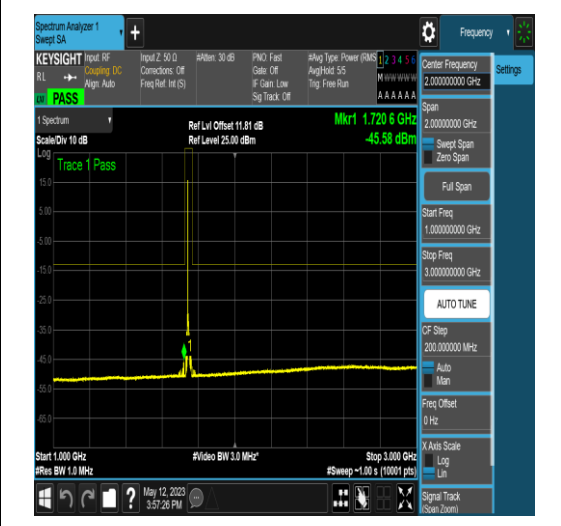 Spectrum Analyzer 1
Swept SA
+
Frequency
KEYSIGHT
RL
Input: RF
Coupling: DC
Align: Auto
Input Z: 50 Ω
Corrections: Off
Freq Ref: Int (S)
#Atten: 30 dB
PNO: Fast
Gate: Off
IF Gain: Low
Sig Track: Off
#Avg Type: Power (RMS
Avg|Hold: 5/5
Trig: Free Run
1 2 3 4 5 6
M W W W W W
A A A A A A
PASS
Center Frequency
2.000000000 GHz
Settings
Span
2.00000000 GHz
Swept Span
Zero Span
Full Span
Start Freq
1.000000000 GHz
Stop Freq
3.000000000 GHz
AUTO TUNE
CF Step
200.000000 MHz
Auto
Man
Freq Offset
0 Hz
X Axis Scale
Log
Lin
Signal Track
(Span Zoom)
1 Spectrum
Scale/Div 10 dB
Ref Lvl Offset 11.81 dB
Ref Level 25.00 dBm
Mkr1 1.720 6 GHz
-45.58 dBm
Log
Trace 1 Pass
15.0
5.00
-5.00
-15.0
-25.0
-35.0
-45.0
-55.0
-65.0
1
Start 1.000 GHz
#Res BW 1.0 MHz
#Video BW 3.0 MHz*
Stop 3.000 GHz
#Sweep ~1.00 s (10001 pts)
?
May 12, 2023
3:57:26 PM